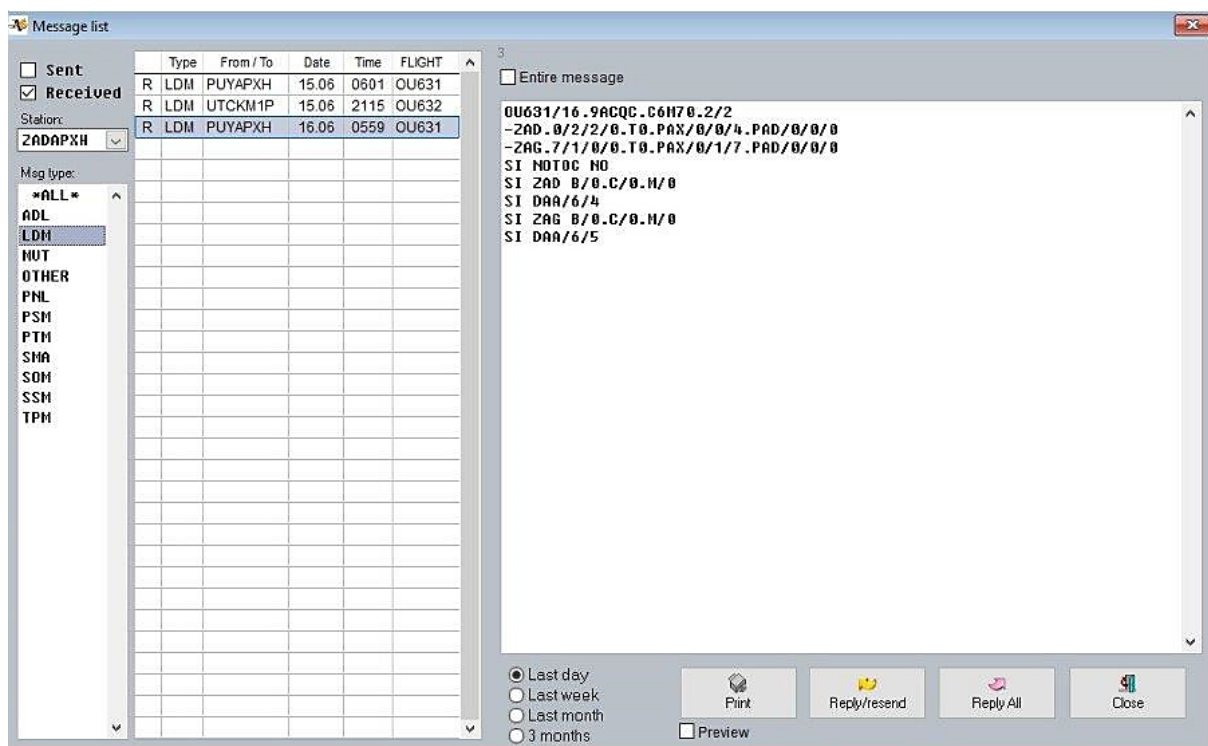 Message list
Sent
Received
Station:
ZADAPXH
Msg type:
*ALL*
ADL
LDM
NUT
OTHER
PNL
PSM
PTM
SMA
SOM
SSM
TPM
Type From / To Date Time FLIGHT
R LDM PUYAPXH 15.06 0601 OU631
R LDM UTCKM1P 15.06 2115 OU632
R LDM PUYAPXH 16.06 0559 OU631
3
Entire message
OU631/16.9ACQC.C6M70.2/2
-ZAD.0/2/2/0.T0.PAX/0/0/4.PAD/0/0/0
-ZAG.7/1/0/0.T0.PAX/0/1/7.PAD/0/0/0
SI NOTOC NO
SI ZAD B/0.C/0.M/0
SI DAA/6/4
SI ZAG B/0.C/0.M/0
SI DAA/6/5
Last day
Last week
Last month
3 months
Print
Preview
Reply/resend
Reply All
Close